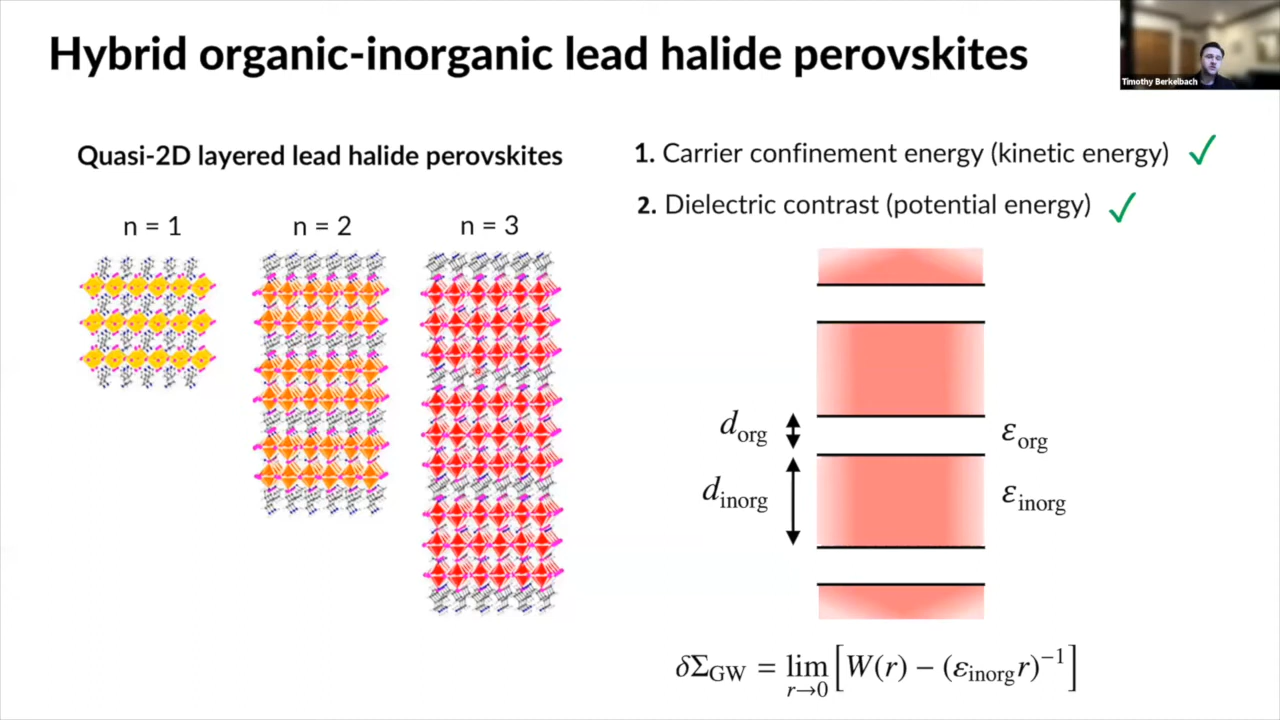 Hybrid organic-inorganic lead halide perovskites
Timothy Berkelbach
Quasi-2D layered lead halide perovskites
n = 1
n = 2
n = 3
1. Carrier confinement energy (kinetic energy) ✓
2. Dielectric contrast (potential energy) ✓
d_org
ε_org
d_inorg
ε_inorg
δΣ_GW = lim_{r→0} [W(r) − (ε_inorg r)^{−1}]